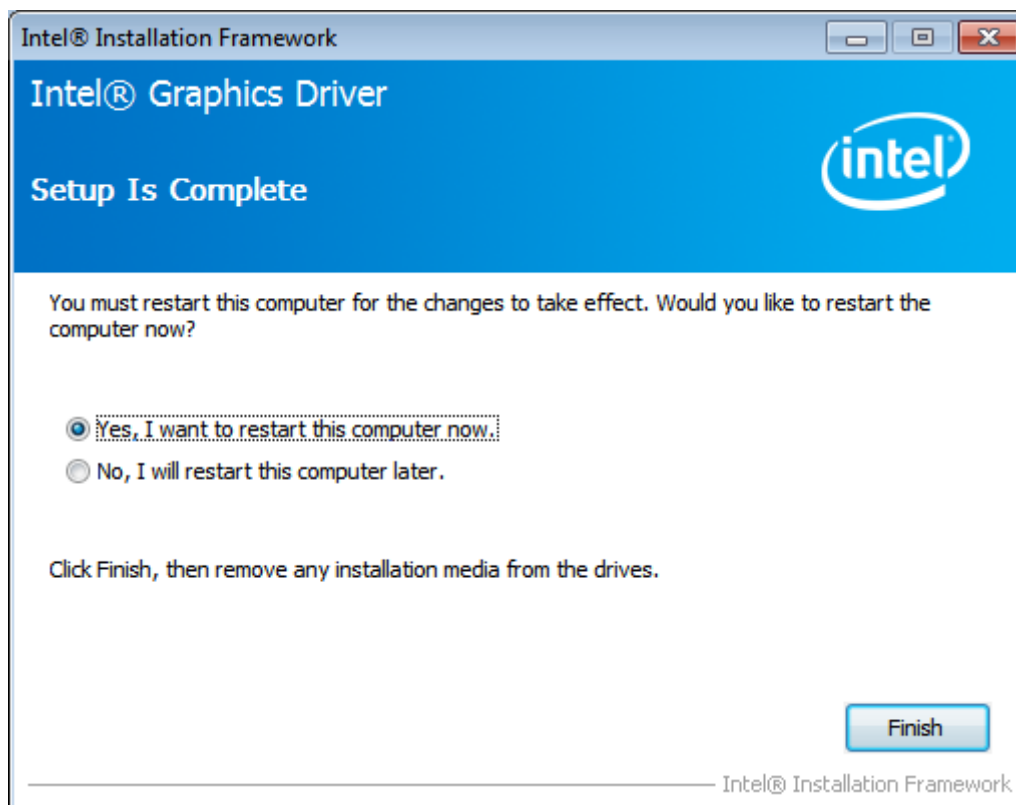 Intel® Installation Framework
Intel® Graphics Driver
intel
Setup Is Complete
You must restart this computer for the changes to take effect. Would you like to restart the
computer now?
Yes, I want to restart this computer now.
No, I will restart this computer later.
Click Finish, then remove any installation media from the drives.
Finish
Intel® Installation Framework